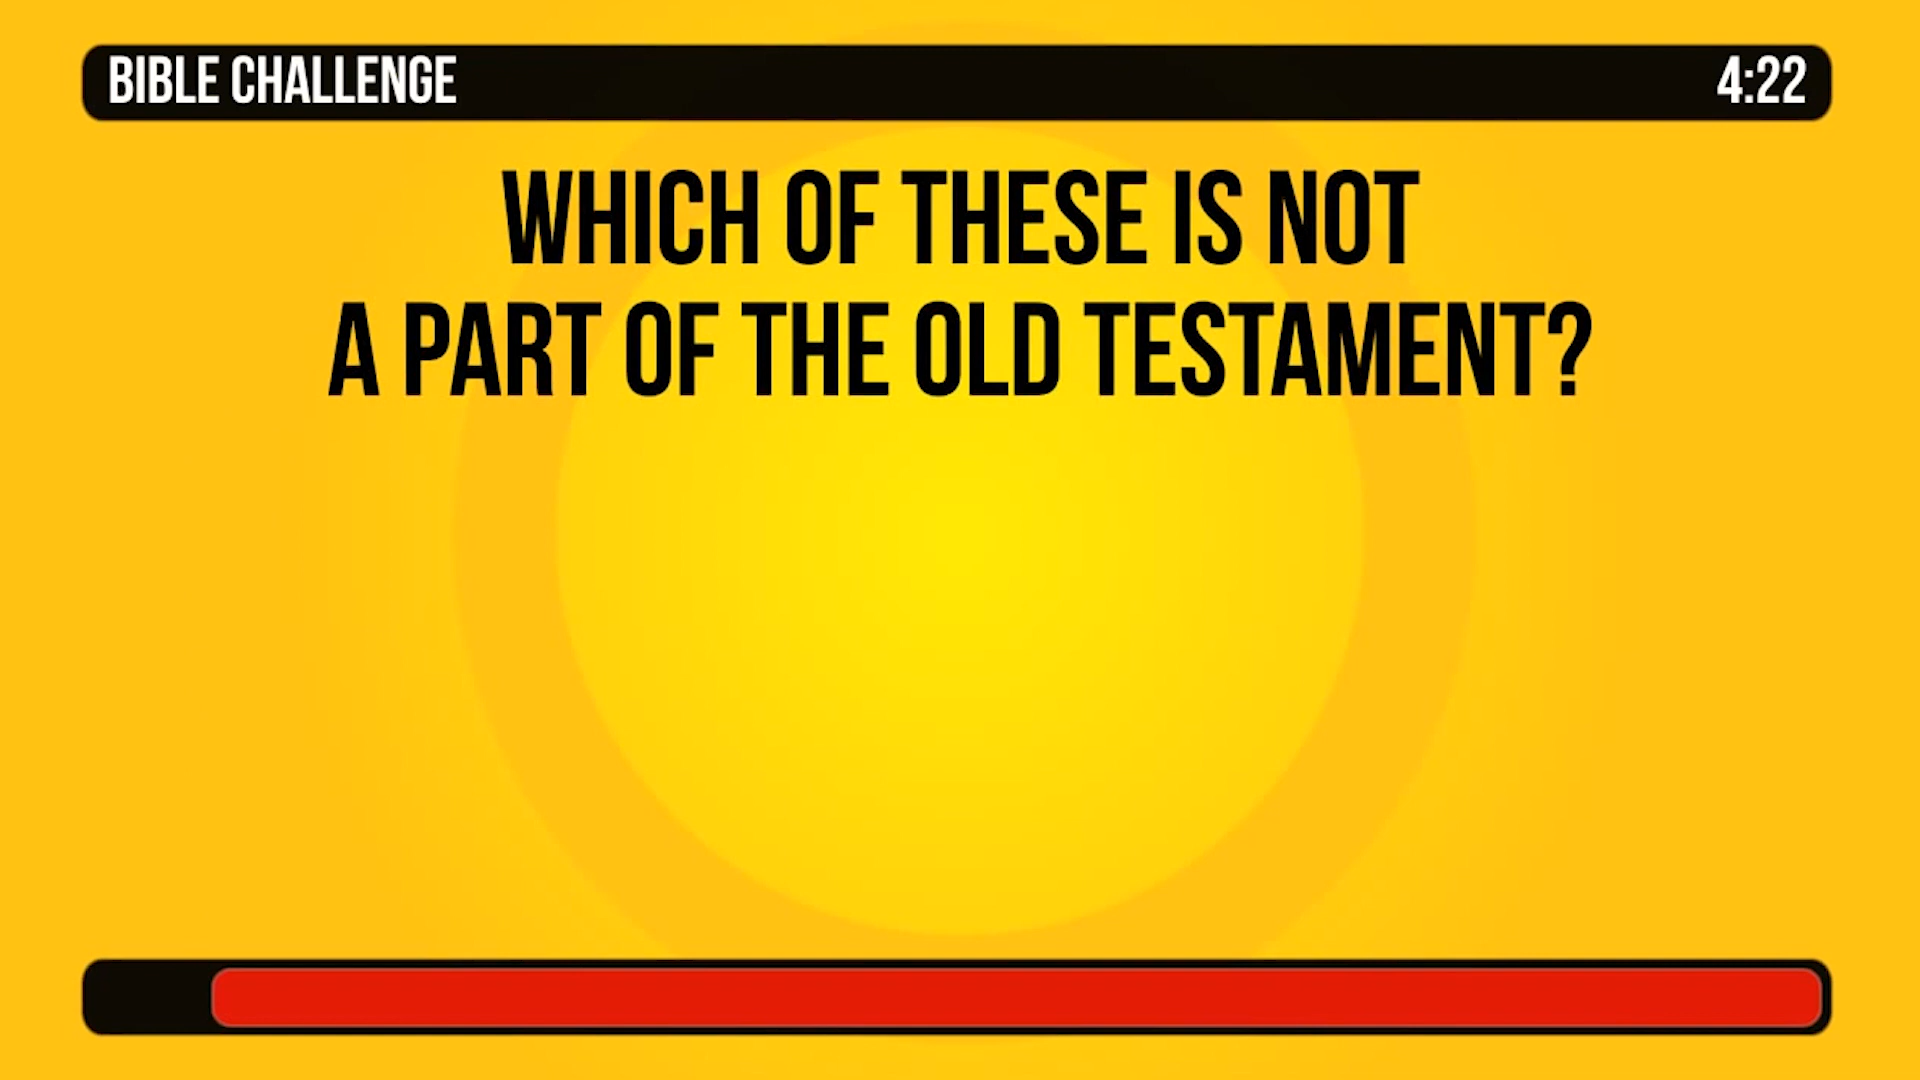 BIBLE CHALLENGE
4:22
WHICH OF THESE IS NOT
A PART OF THE OLD TESTAMENT?